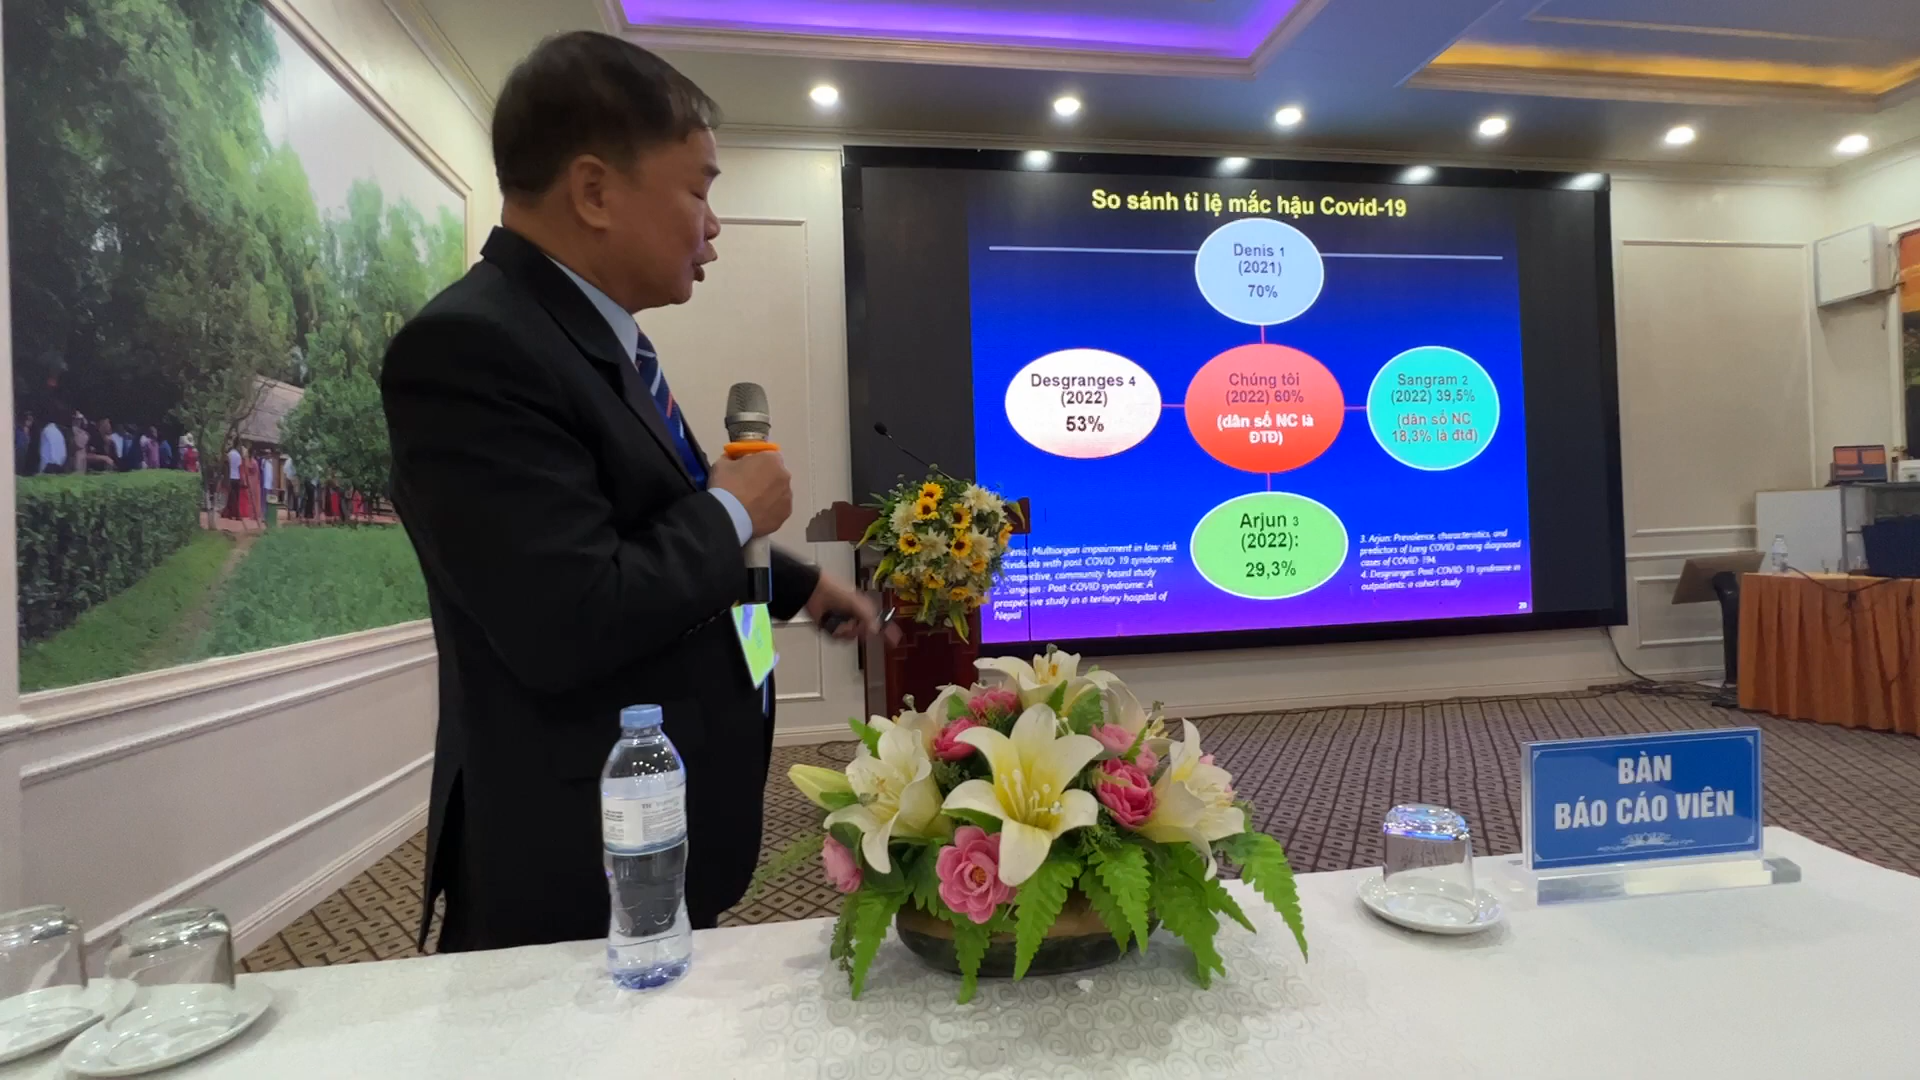 So sánh tỉ lệ mắc hậu Covid-19
Denis 1
(2021)
70%
Desgranges 4
(2022)
53%
Chúng tôi
(2022) 60%
(dân số NC là
ĐTĐ)
Sangram 2
(2022) 39,5%
(dân số NC
18,3% là đtđ)
Arjun 3
(2022):
29,3%
Multiorgan impairment in low-risk
with post-COVID-19 syndrome:
community-based study
2. : Post-COVID syndrome: A
prospective study in a tertiary hospital of
Nepal
3. Arjun: Prevalence, characteristics, and
predictors of Long COVID among diagnosed
cases of COVID-194.
4. Desgranges: Post-COVID-19 syndrome in
outpatients: a cohort study
20
BÀN
BÁO CÁO VIÊN